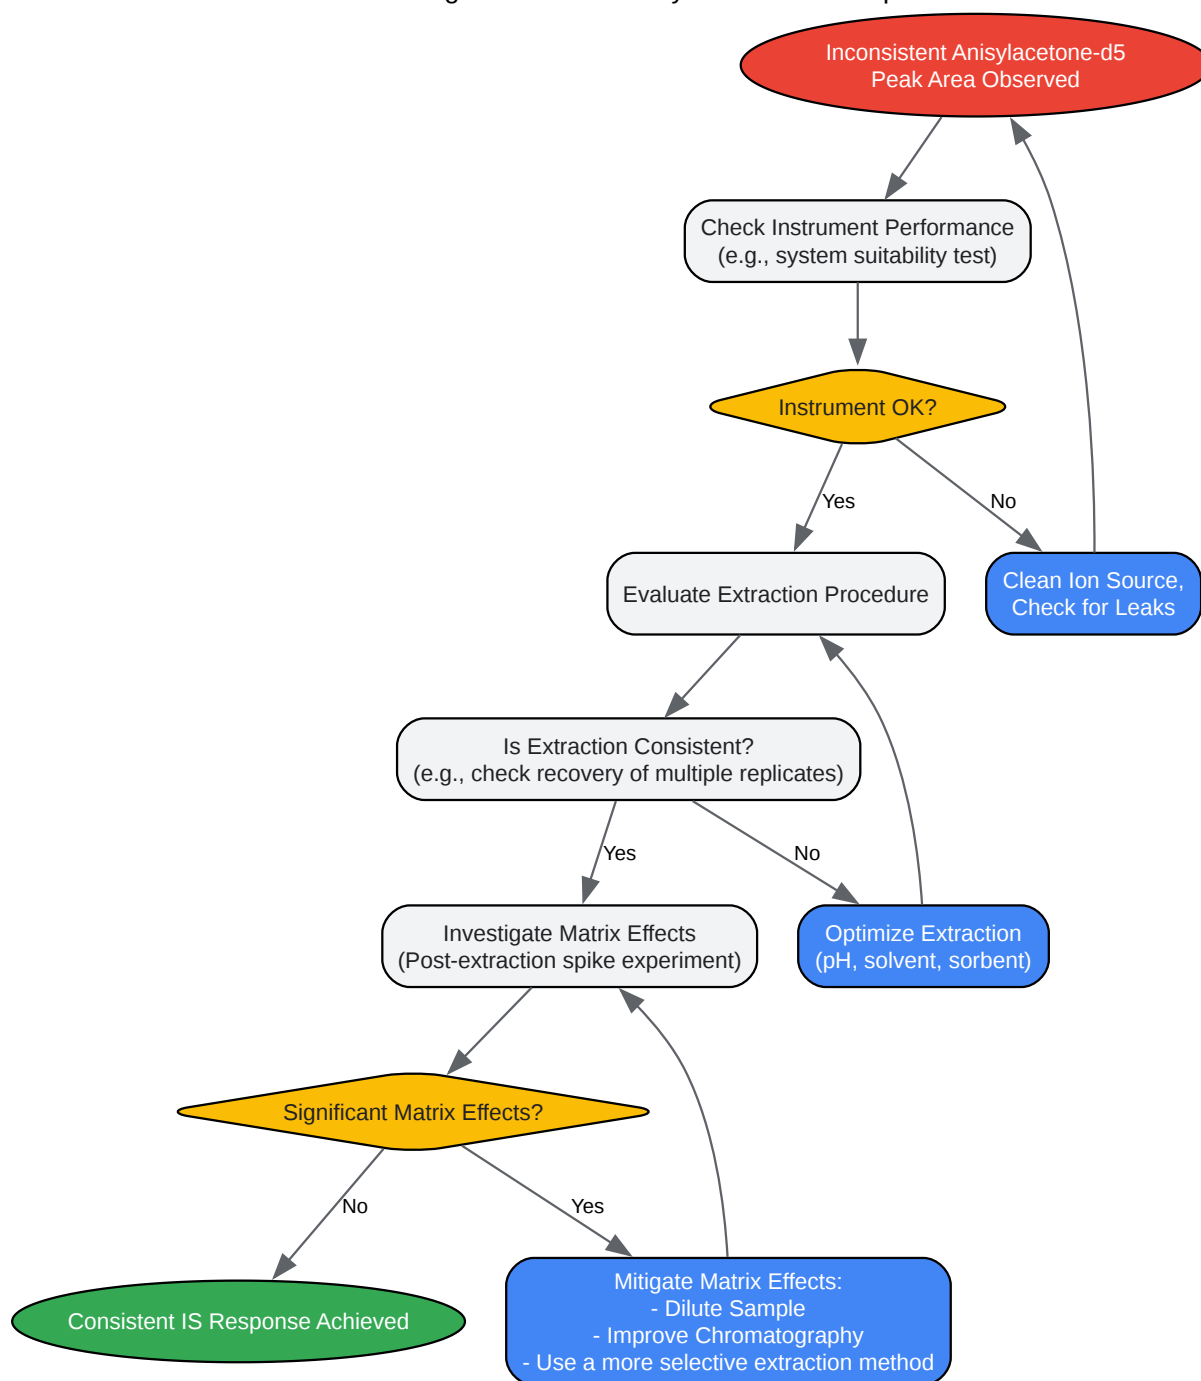 Inconsistent Anisylacetone-d5
Peak Area Observed
Check Instrument Performance
(e.g., system suitability test)
Instrument OK?
Yes
No
Evaluate Extraction Procedure
Clean Ion Source,
Check for Leaks
Is Extraction Consistent?
(e.g., check recovery of multiple replicates)
Yes
No
Investigate Matrix Effects
(Post-extraction spike experiment)
Optimize Extraction
(pH, solvent, sorbent)
Significant Matrix Effects?
No
Yes
Consistent IS Response Achieved
Mitigate Matrix Effects:
- Dilute Sample
- Improve Chromatography
- Use a more selective extraction method